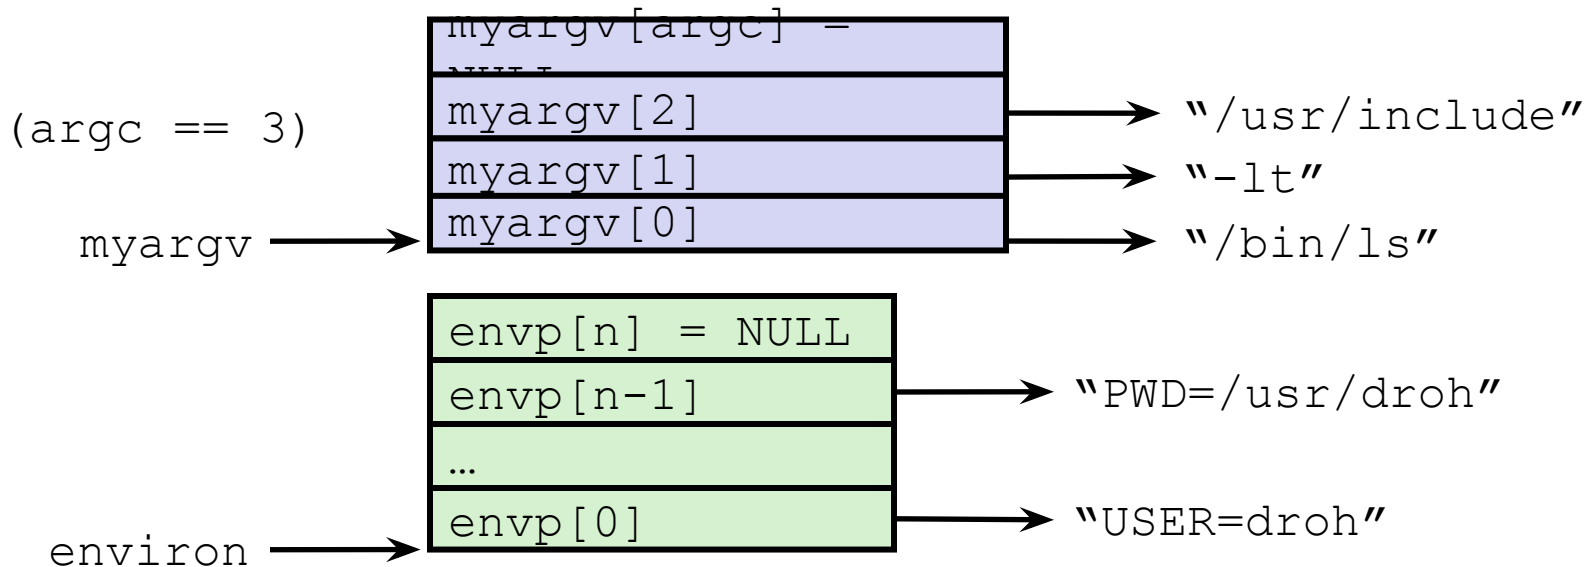 myargv[argc] =
NULL
(argc == 3)
myargv[2]
“/usr/include”
myargv[1]
“-lt”
myargv
myargv[0]
“/bin/ls”
envp[n] = NULL
envp[n-1]
“PWD=/usr/droh”
…
envp[0]
“USER=droh”
environ